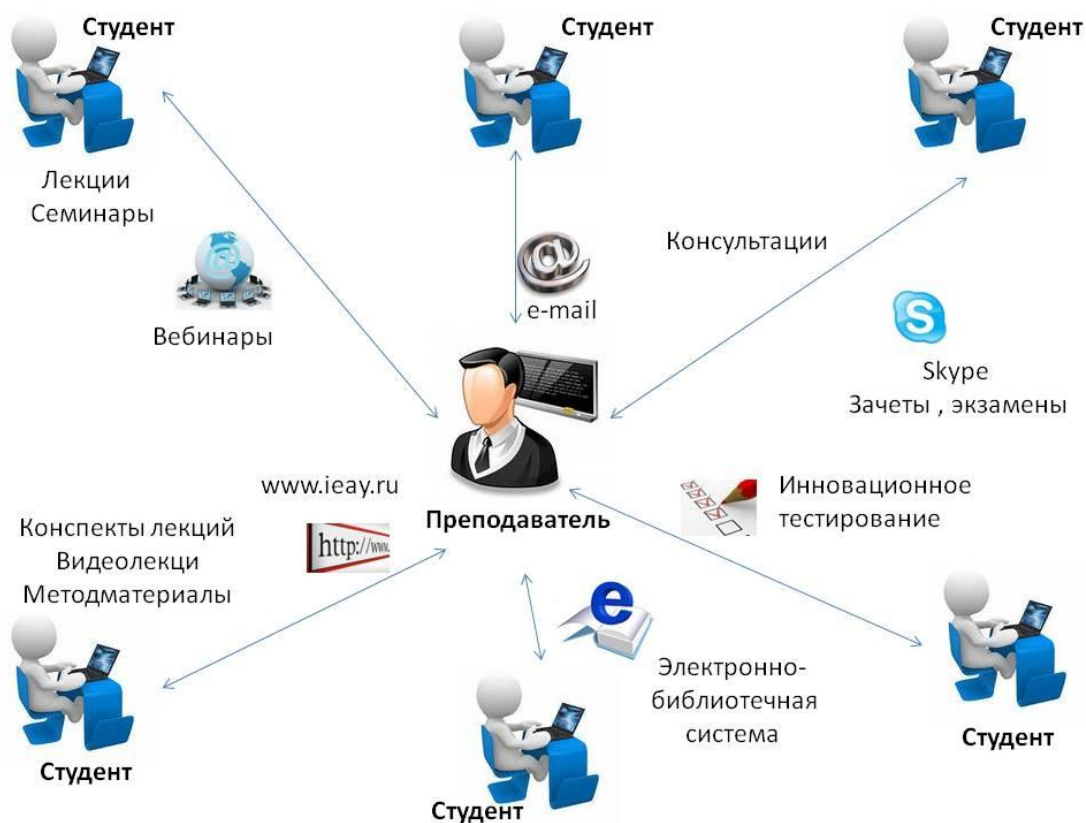 Студент
Студент
Студент
Лекции
Семинары
Вебинары
e-mail
Консультации
Skype
Зачеты , экзамены
www.ieay.ru
Преподаватель
Инновационное
тестирование
Конспекты лекций
Видеолекци
Методматериалы
http://www.
Электронно-
библиотечная
система
Студент
Студент
Студент